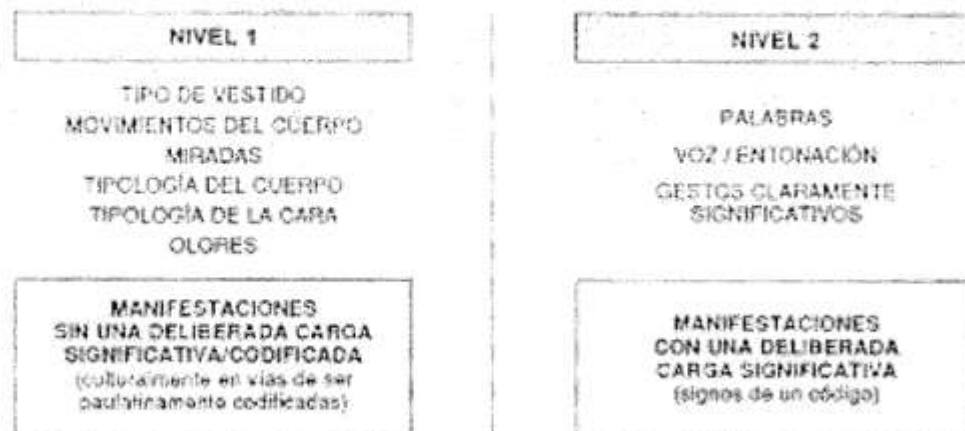 NIVEL 1
TIPO DE VESTIDO
MOVIMIENTOS DEL CUERPO
MIRADAS
TIPOLOGÍA DEL CUERPO
TIPOLOGÍA DE LA CARA
OLORES
MANIFESTACIONES
SIN UNA DELIBERADA CARGA
SIGNIFICATIVA/CODIFICADA
(culturalmente en vías de ser
paulatinamente codificadas)
NIVEL 2
PALABRAS
VOZ / ENTONACIÓN
GESTOS CLARAMENTE
SIGNIFICATIVOS
MANIFESTACIONES
CON UNA DELIBERADA
CARGA SIGNIFICATIVA
(signos de un código)